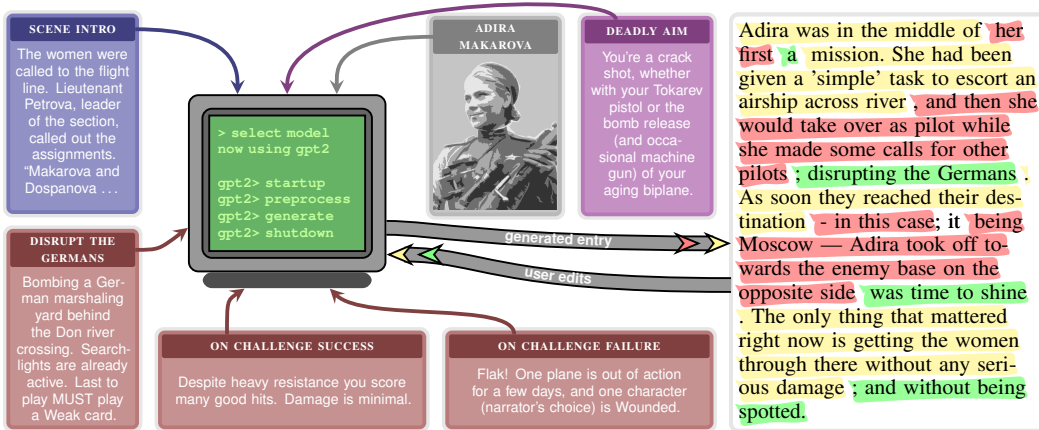 SCENE INTRO
The women were
called to the flight
line. Lieutenant
Petrova, leader
of the section,
called out the
assignments.
“Makarova and
Dospanova . . .
ADIRA
MAKAROVA
DEADLY AIM
You're a crack
shot, whether
with your Tokarev
pistol or the
bomb release
(and occa-
sional machine
gun) of your
aging biplane.
> select model
now using gpt2
gpt2> startup
gpt2> preprocess
gpt2> generate
gpt2> shutdown
generated entry
user edits
DISRUPT THE
GERMANS
Bombing a Ger-
man marshaling
yard behind
the Don river
crossing. Search-
lights are already
active. Last to
play MUST play
a Weak card.
ON CHALLENGE SUCCESS
Despite heavy resistance you score
many good hits. Damage is minimal.
ON CHALLENGE FAILURE
Flak! One plane is out of action
for a few days, and one character
(narrator's choice) is Wounded.
Adira was in the middle of her
first a mission. She had been
given a 'simple' task to escort an
airship across river , and then she
would take over as pilot while
she made some calls for other
pilots ; disrupting the Germans .
As soon they reached their des-
tination - in this case; it being
Moscow — Adira took off to-
wards the enemy base on the
opposite side was time to shine
. The only thing that mattered
right now is getting the women
through there without any seri-
ous damage ; and without being
spotted.